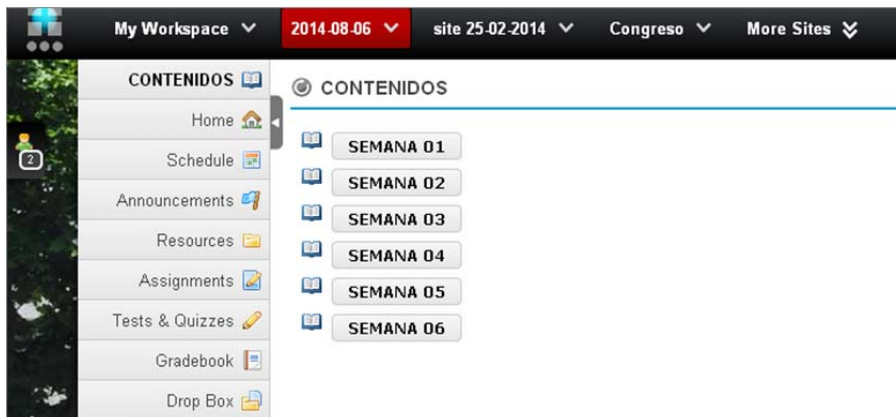 My Workspace 2014-08-06 site 25-02-2014 Congreso More Sites
CONTENIDOS
Home
Schedule
Announcements
Resources
Assignments
Tests & Quizzes
Gradebook
Drop Box
2
CONTENIDOS
SEMANA 01
SEMANA 02
SEMANA 03
SEMANA 04
SEMANA 05
SEMANA 06